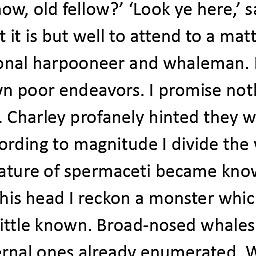 now, old fellow?’ ‘Look ye here,’ sa
t it is but well to attend to a matt
onal harpooneer and whaleman.
n poor endeavors. I promise noth
. Charley profanely hinted they w
ording to magnitude I divide the
ature of spermaceti became know
his head I reckon a monster whic
ittle known. Broad-nosed whales
ernal ones already enumerated. W